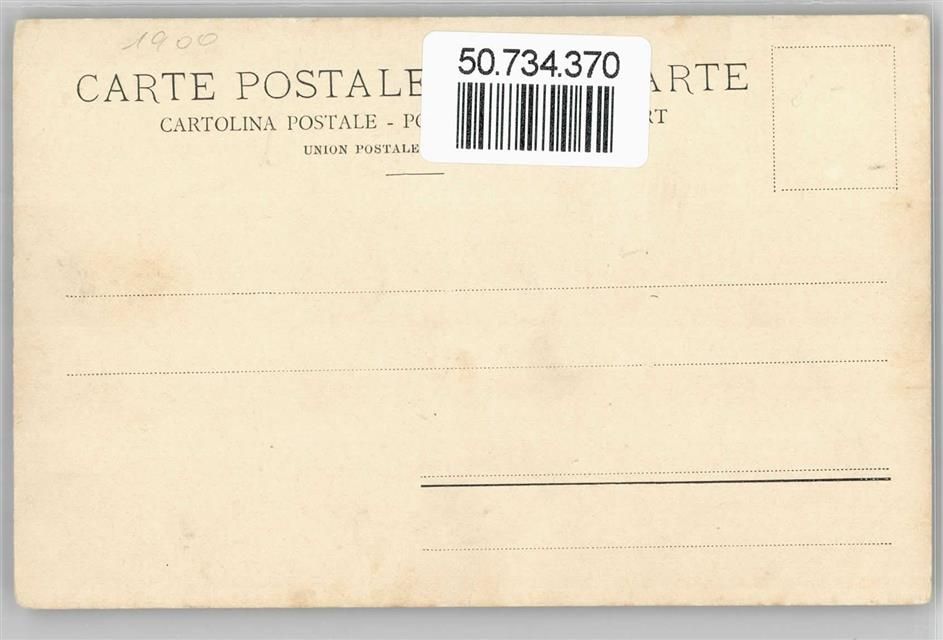 1900
50.734.370
CARTE POSTALE ARTE
CARTOLINA POSTALE - PO RT
UNION POSTALE